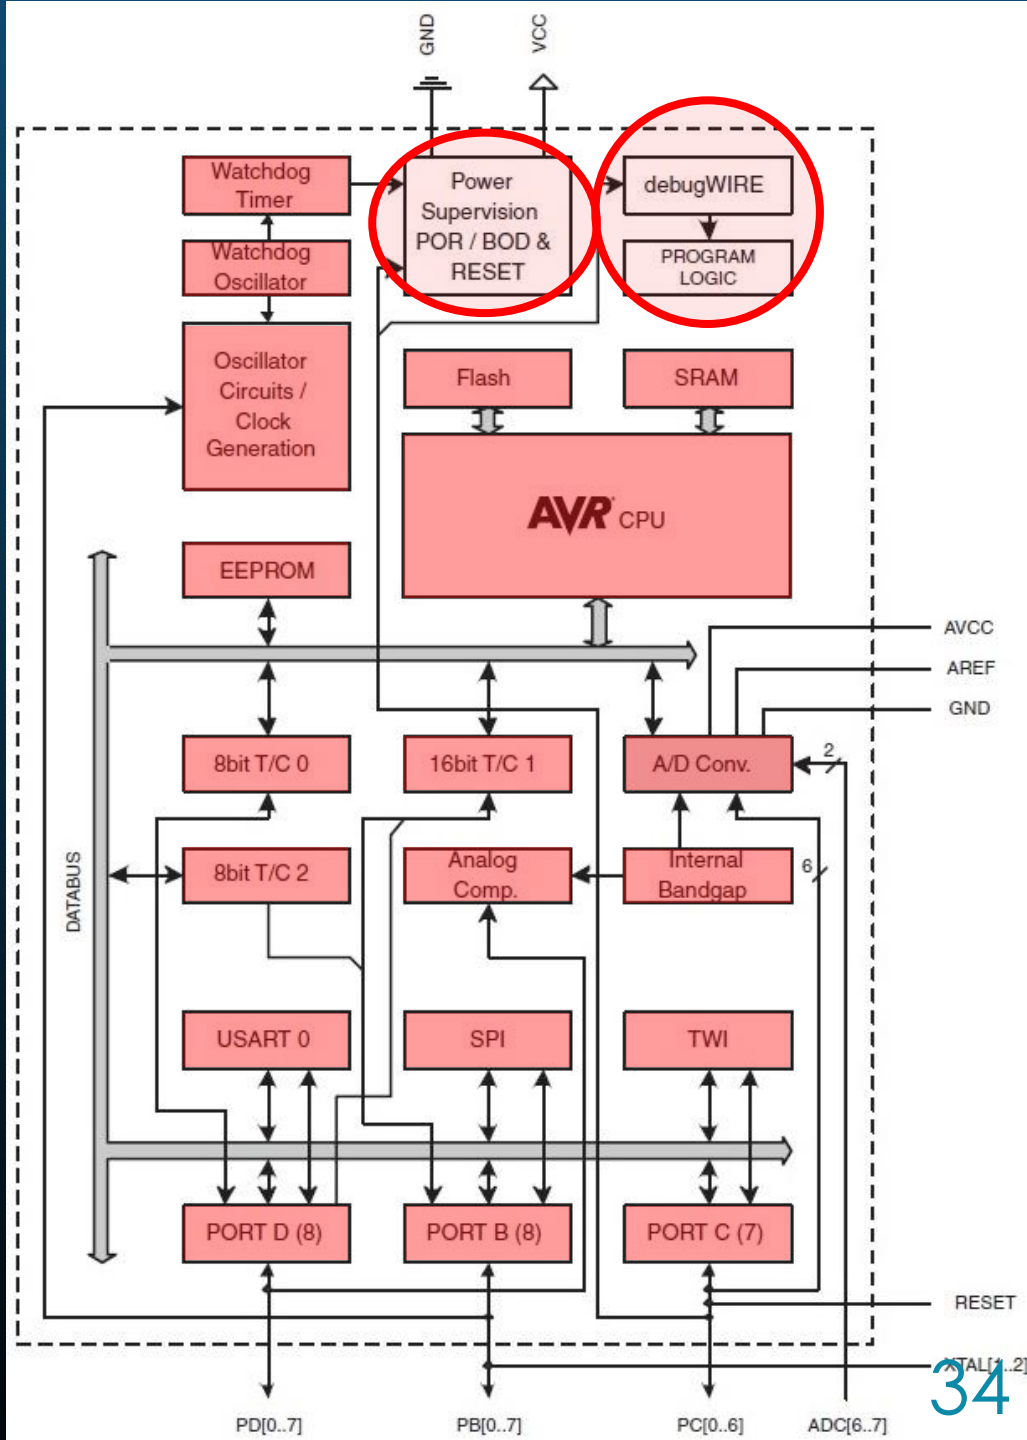 GND
VCC
Watchdog
Timer
Power
Supervision
POR / BOD &
RESET
debugWIRE
Watchdog
Oscillator
PROGRAM
LOGIC
Oscillator
Circuits /
Clock
Generation
Flash
SRAM
AVR CPU
EEPROM
AVCC
AREF
GND
8bit T/C 0
16bit T/C 1
A/D Conv.
2
DATABUS
8bit T/C 2
Analog
Comp.
Internal
Bandgap
6
USART 0
SPI
TWI
PORT D (8)
PORT B (8)
PORT C (7)
RESET
XTAL[1..2]
34
PD[0..7]
PB[0..7]
PC[0..6]
ADC[6..7]